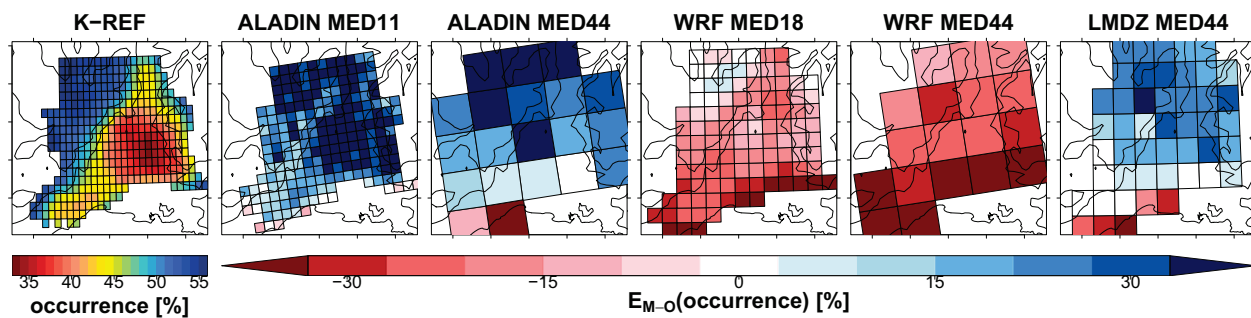 K−REF ALADIN MED11 ALADIN MED44 WRF MED18 WRF MED44 LMDZ MED44
35 40 45 50 55 −30 −15 0 15 30
occurrence [%] E_M−O(occurrence) [%]